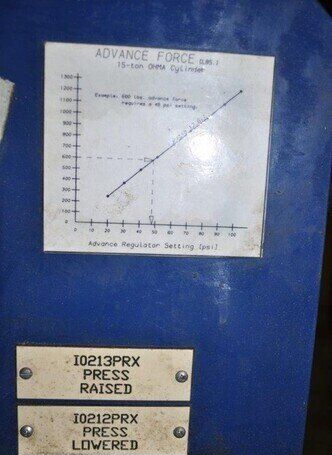 ADVANCE FORCE [LBS.]
15-ton OHMA Cylinder
1300
1200
1100
1000
900
800
700
600
500
400
300
200
100
0
Example, 600 lbs. advance force
requires a 48 psi setting.
0 10 20 30 40 50 60 70 80 90 100
Advance Regulator Setting [psi]
I0213PRX
PRESS
RAISED
I0212PRX
PRESS
LOWERED